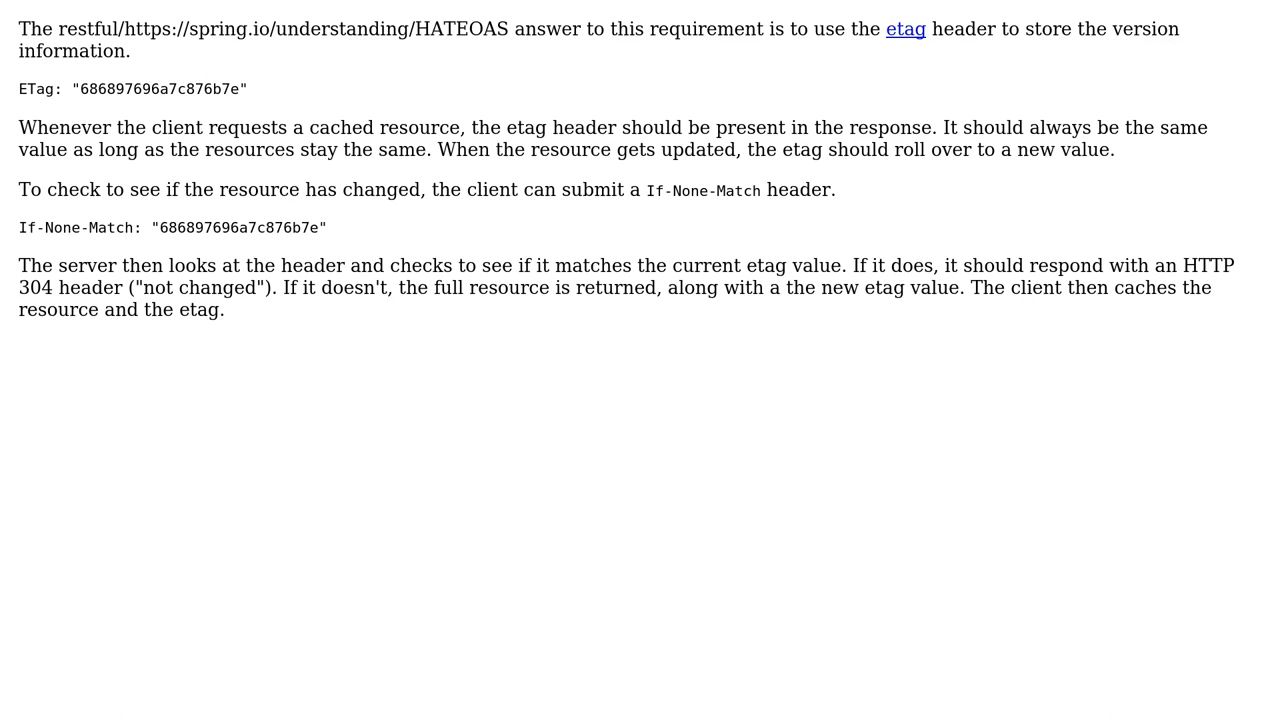 The restful/https://spring.io/understanding/HATEOAS answer to this requirement is to use the etag header to store the version
information.
ETag: "686897696a7c876b7e"
Whenever the client requests a cached resource, the etag header should be present in the response. It should always be the same
value as long as the resources stay the same. When the resource gets updated, the etag should roll over to a new value.
To check to see if the resource has changed, the client can submit a If-None-Match header.
If-None-Match: "686897696a7c876b7e"
The server then looks at the header and checks to see if it matches the current etag value. If it does, it should respond with an HTTP
304 header ("not changed"). If it doesn't, the full resource is returned, along with a the new etag value. The client then caches the
resource and the etag.